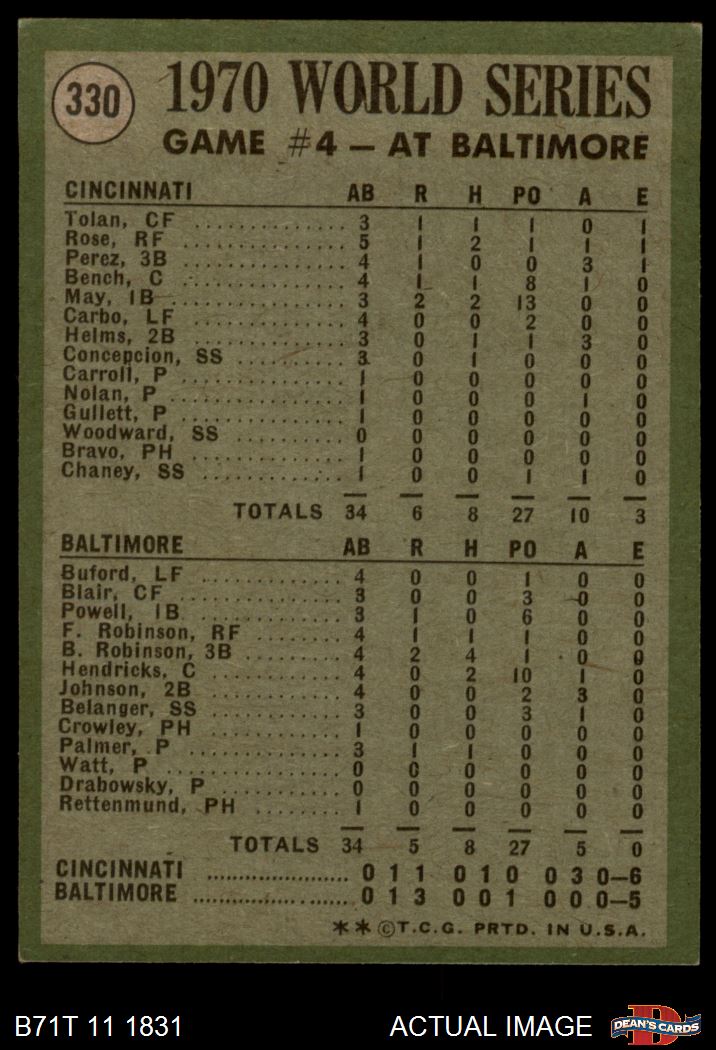 330
1970 WORLD SERIES
GAME #4 — AT BALTIMORE
CINCINNATI AB R H PO A E
Tolan, CF .............. 3 1 1 1 0 1
Rose, RF .............. 5 1 2 1 1 1
Perez, 3B .............. 4 1 0 0 3 1
Bench, C .............. 4 1 1 8 1 0
May, 1B .............. 3 2 2 13 0 0
Carbo, LF .............. 4 0 0 2 0 0
Helms, 2B .............. 3 0 1 1 3 0
Concepcion, SS .......... 3 0 1 0 0 0
Carroll, P .............. 1 0 0 0 0 0
Nolan, P .............. 1 0 0 0 1 0
Gullett, P .............. 1 0 0 0 0 0
Woodward, SS .......... 0 0 0 0 0 0
Bravo, PH .............. 1 0 0 0 0 0
Chaney, SS .............. 1 0 0 1 1 0
TOTALS 34 6 8 27 10 3
BALTIMORE AB R H PO A E
Buford, LF .............. 4 0 0 1 0 0
Blair, CF .............. 3 0 0 3 0 0
Powell, 1B .............. 3 1 0 6 0 0
F. Robinson, RF ........ 4 1 1 1 0 0
B. Robinson, 3B ......... 4 2 4 1 0 0
Hendricks, C ............ 4 0 2 10 1 0
Johnson, 2B ............ 4 0 0 2 3 0
Belanger, SS ............ 3 0 0 3 1 0
Crowley, PH ............ 1 0 0 0 0 0
Palmer, P .............. 3 1 1 0 0 0
Watt, P .............. 0 0 0 0 0 0
Drabowsky, P .......... 0 0 0 0 0 0
Rettenmund, PH ........ 1 0 0 0 0 0
TOTALS 34 5 8 27 5 0
CINCINNATI .................... 0 1 1 0 1 0 0 3 0—6
BALTIMORE .................... 0 1 3 0 0 1 0 0 0—5
**©T.C.G. PRTD. IN U.S.A.
B71T 11 1831 ACTUAL IMAGE DEAN'S CARDS